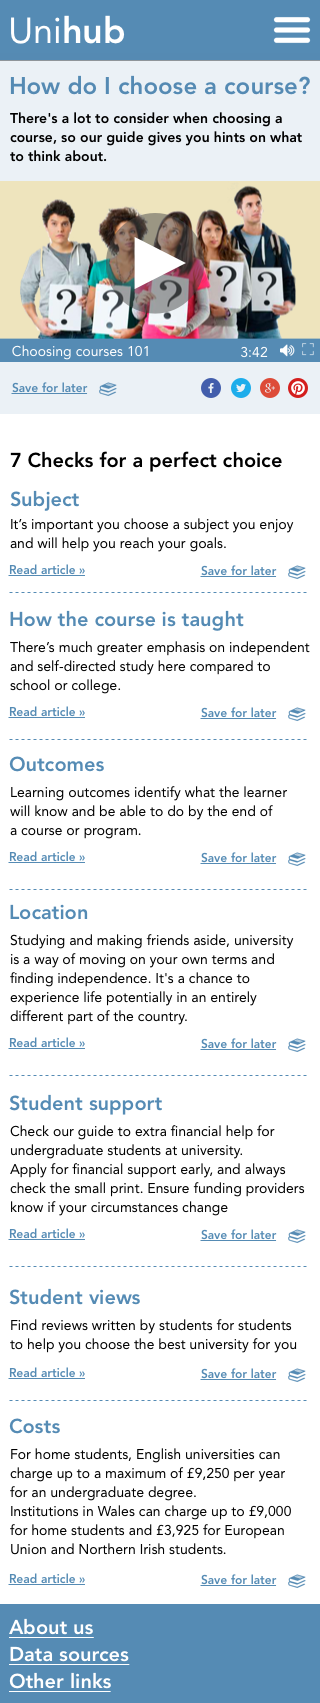 Unihub
How do I choose a course?
There's a lot to consider when choosing a
course, so our guide gives you hints on what
to think about.
? ? ? ? ?
Choosing courses 101 3:42
Save for later
f g+
7 Checks for a perfect choice
Subject
It’s important you choose a subject you enjoy
and will help you reach your goals.
Read article » Save for later
How the course is taught
There’s much greater emphasis on independent
and self-directed study here compared to
school or college.
Read article » Save for later
Outcomes
Learning outcomes identify what the learner
will know and be able to do by the end of
a course or program.
Read article » Save for later
Location
Studying and making friends aside, university
is a way of moving on your own terms and
finding independence. It's a chance to
experience life potentially in an entirely
different part of the country.
Read article » Save for later
Student support
Check our guide to extra financial help for
undergraduate students at university.
Apply for financial support early, and always
check the small print. Ensure funding providers
know if your circumstances change
Read article » Save for later
Student views
Find reviews written by students for students
to help you choose the best university for you
Read article » Save for later
Costs
For home students, English universities can
charge up to a maximum of £9,250 per year
for an undergraduate degree.
Institutions in Wales can charge up to £9,000
for home students and £3,925 for European
Union and Northern Irish students.
Read article » Save for later
About us
Data sources
Other links